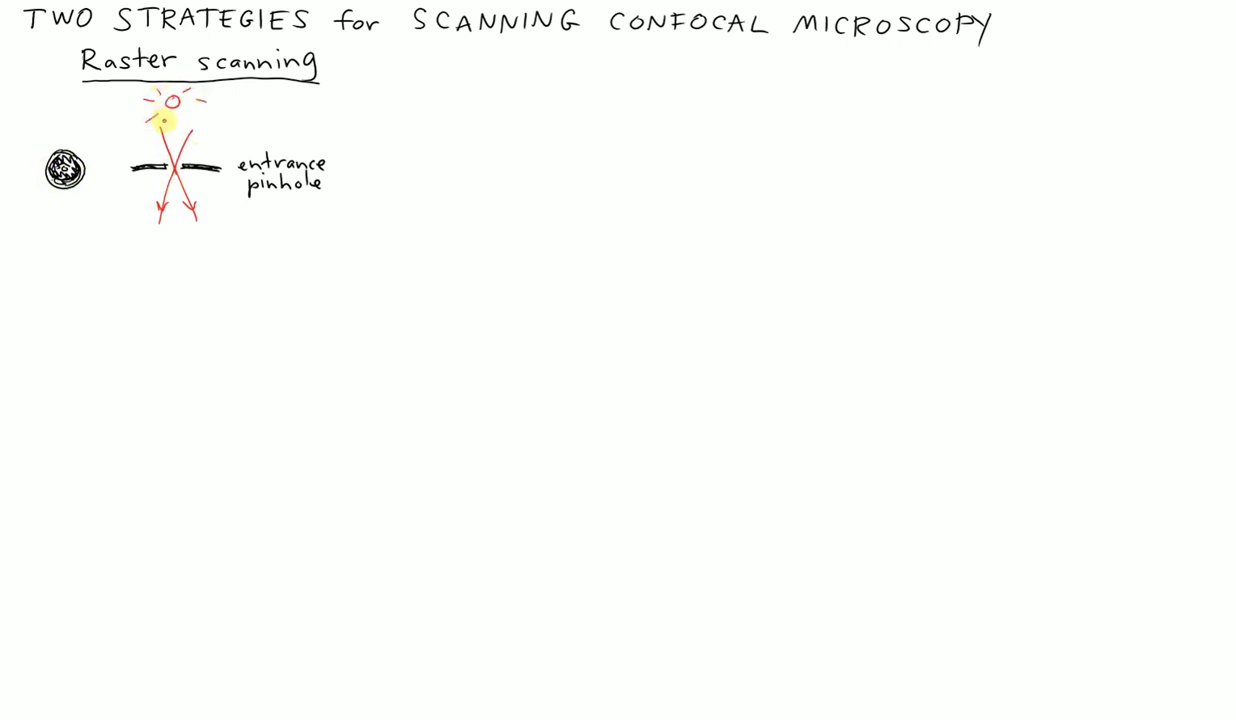 TWO STRATEGIES for SCANNING CONFOCAL MICROSCOPY
Raster scanning
entrance
pinhole